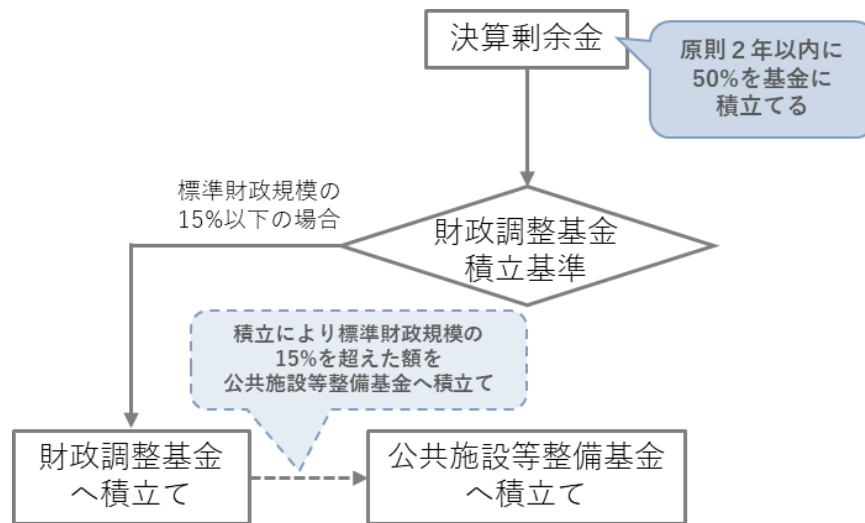 決算剰余金
原則２年以内に
50%を基金に
積立てる
標準財政規模の
15%以下の場合
財政調整基金
積立基準
積立により標準財政規模の
15%を超えた額を
公共施設等整備基金へ積立て
財政調整基金
へ積立て
公共施設等整備基金
へ積立て